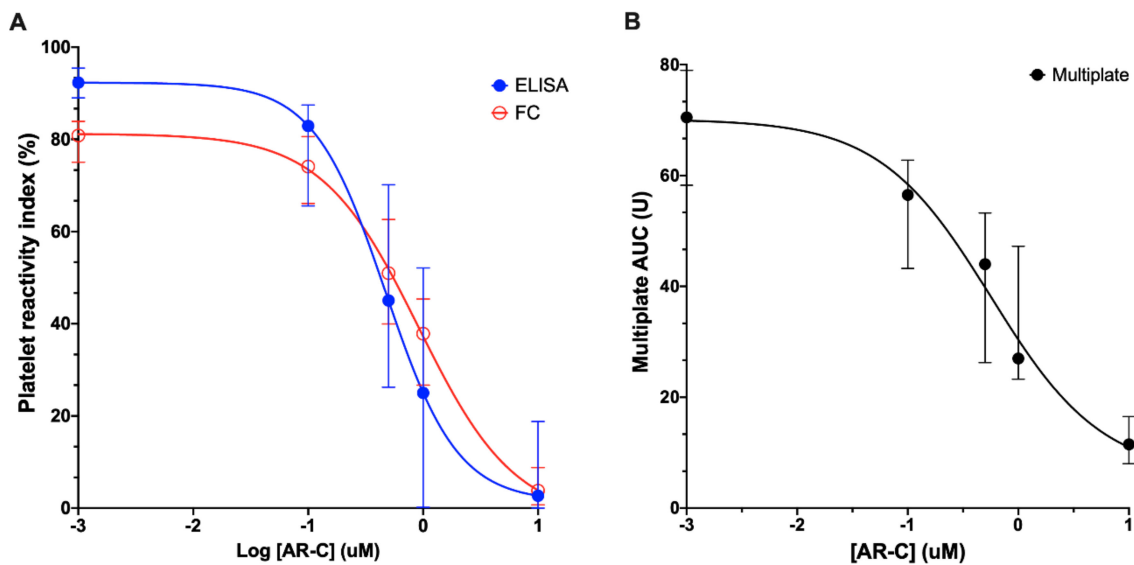 A
Platelet reactivity index (%)
100
80
60
40
20
0
-3
-2
-1
0
1
Log [AR-C] (uM)
ELISA
FC
B
Multiplate AUC (U)
80
60
40
20
0
-3
-2
-1
0
1
[AR-C] (uM)
Multiplate